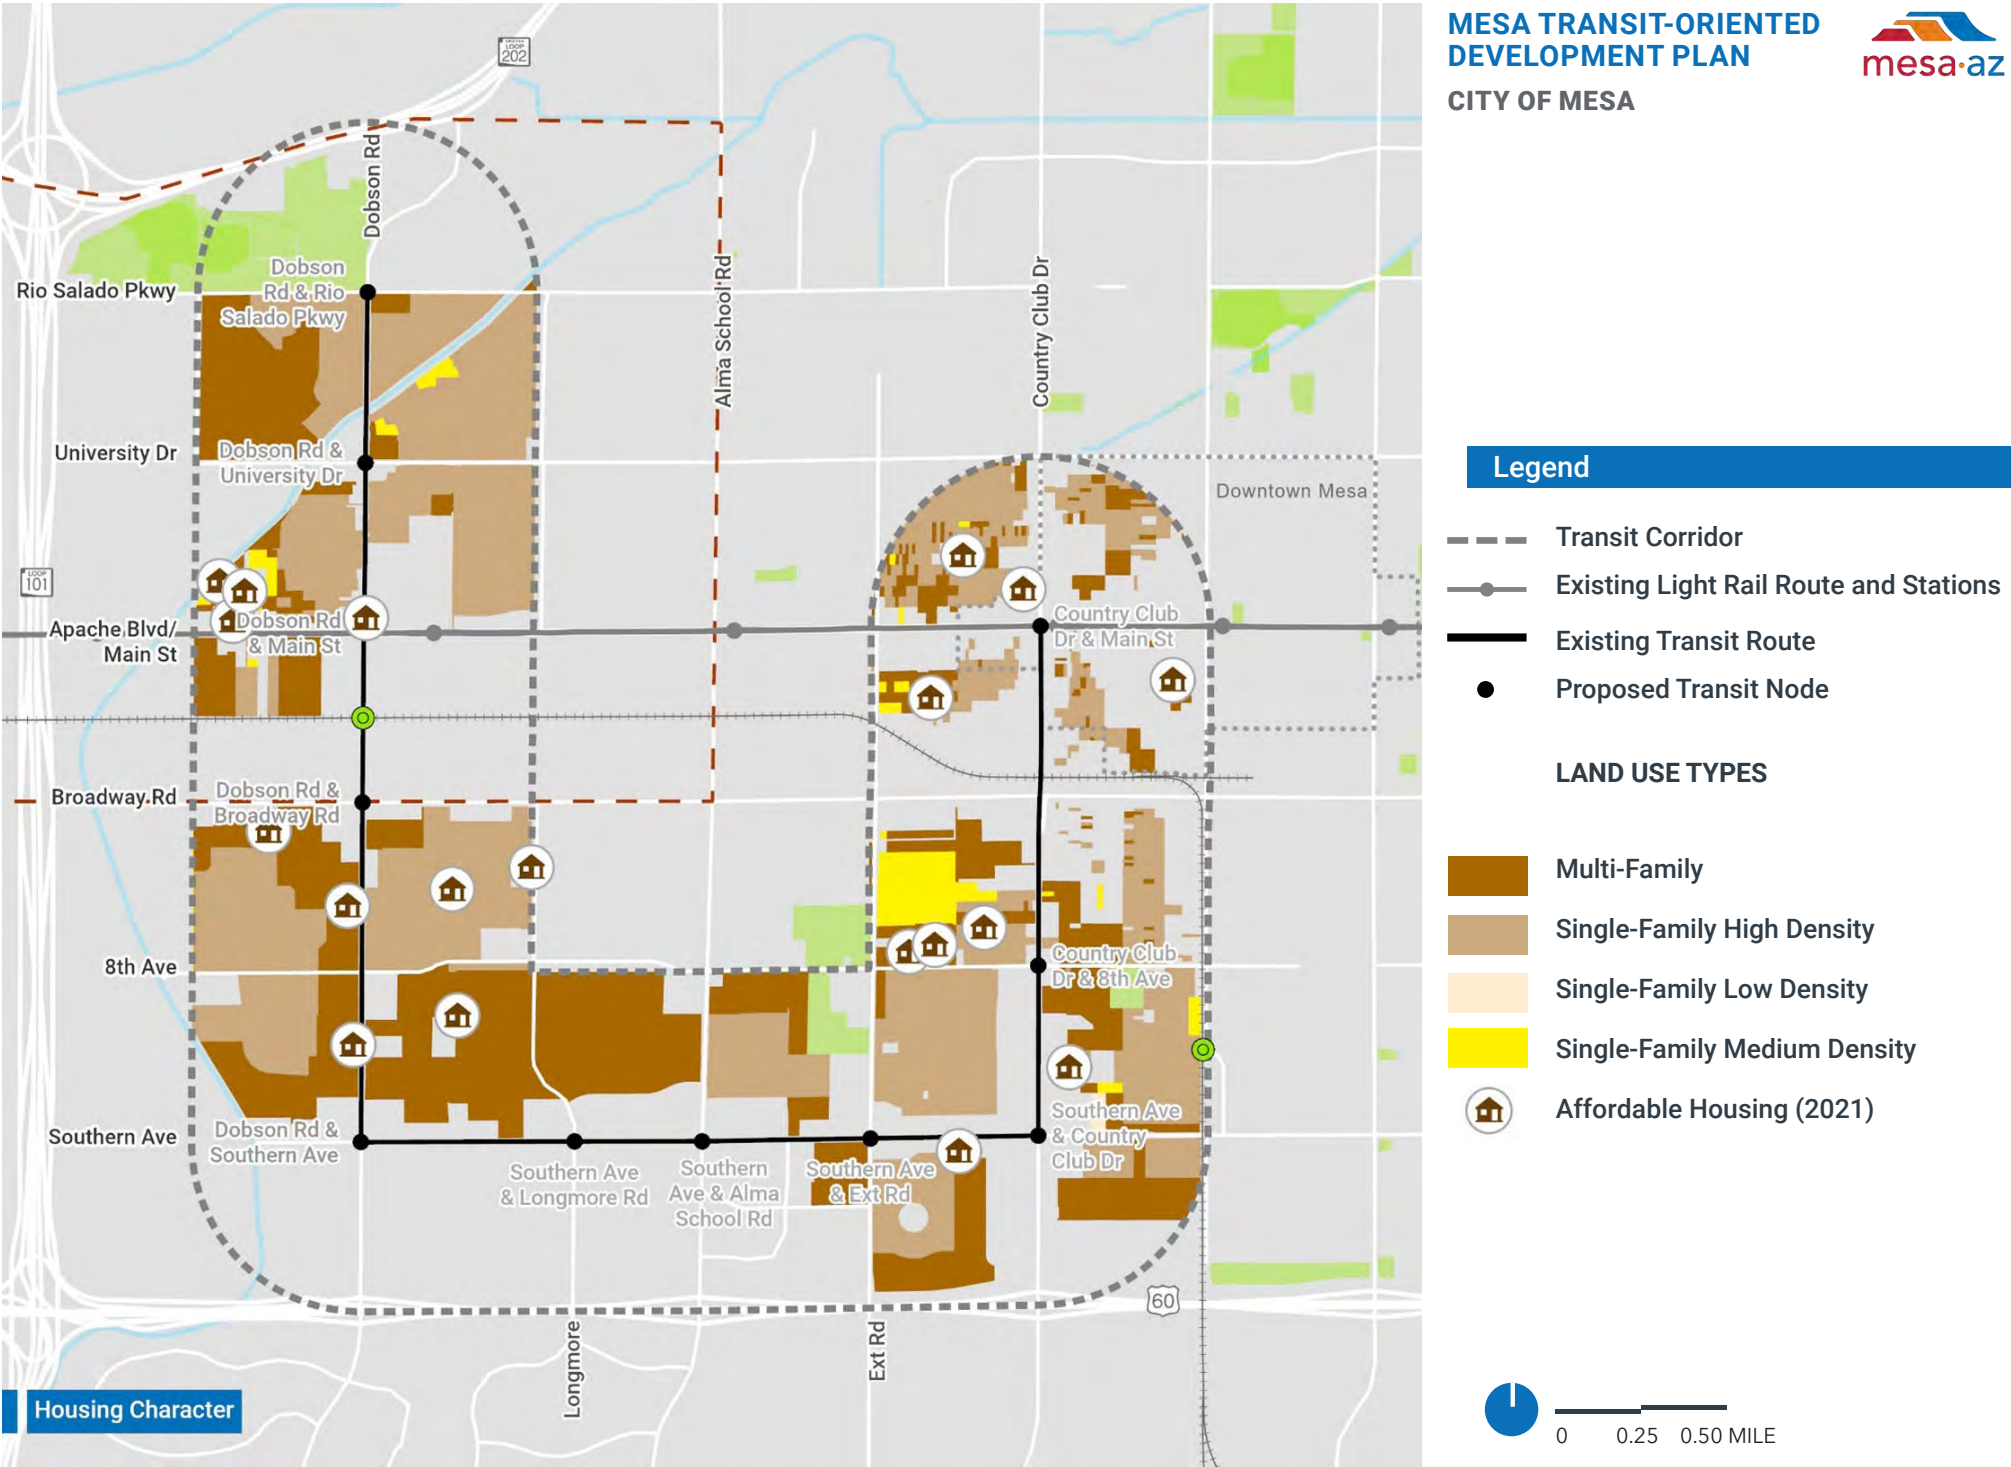 MESA TRANSIT-ORIENTED
DEVELOPMENT PLAN
CITY OF MESA
mesa·az
LOOP
202
Dobson Rd
Dobson
Rd & Rio
Salado Pkwy
Rio Salado Pkwy
Alma School Rd
Country Club Dr
University Dr
Dobson Rd &
University Dr
Downtown Mesa
LOOP
101
Apache Blvd/
Main St
Dobson Rd
& Main St
Country Club
Dr & Main St
Broadway Rd
Dobson Rd &
Broadway Rd
8th Ave
Country Club
Dr & 8th Ave
Southern Ave
Dobson Rd &
Southern Ave
Southern Ave
& Longmore Rd
Southern
Ave & Alma
School Rd
Southern Ave
& Ext Rd
Southern Ave
& Country
Club Dr
60
Longmore
Ext Rd
Housing Character
Legend
Transit Corridor
Existing Light Rail Route and Stations
Existing Transit Route
Proposed Transit Node
LAND USE TYPES
Multi-Family
Single-Family High Density
Single-Family Low Density
Single-Family Medium Density
Affordable Housing (2021)
0 0.25 0.50 MILE